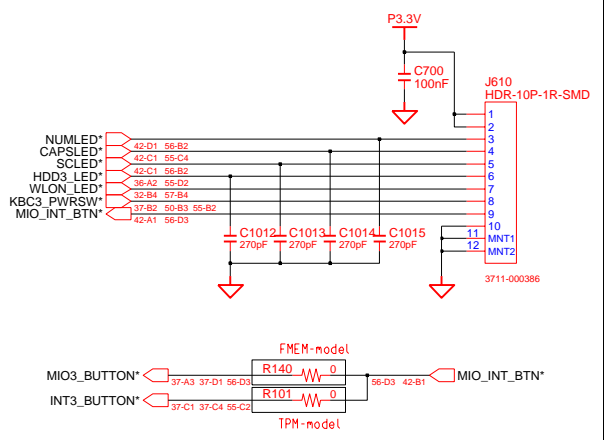 P3.3V
C700
100nF
J610
HDR-10P-1R-SMD
1
2
NUMLED*
42-D1 56-B2
3
CAPSLED*
42-C1 55-C4
4
SCLED*
42-C1 56-B2
5
HDD3_LED*
36-A2 55-D2
6
WLON_LED*
32-B4 57-B4
7
KBC3_PWRSW*
37-B2 50-B3 55-B2
8
MIO_INT_BTN*
42-A1 56-D3
9
10
11 MNT1
12 MNT2
C1012
270pF
C1013
270pF
C1014
270pF
C1015
270pF
3711-000386
FMEM-model
MIO3_BUTTON*
37-A3 37-D1 56-D3
R140 0
56-D3 42-B1
MIO_INT_BTN*
INT3_BUTTON*
37-C1 37-C4 55-C2
R101 0
TPM-model